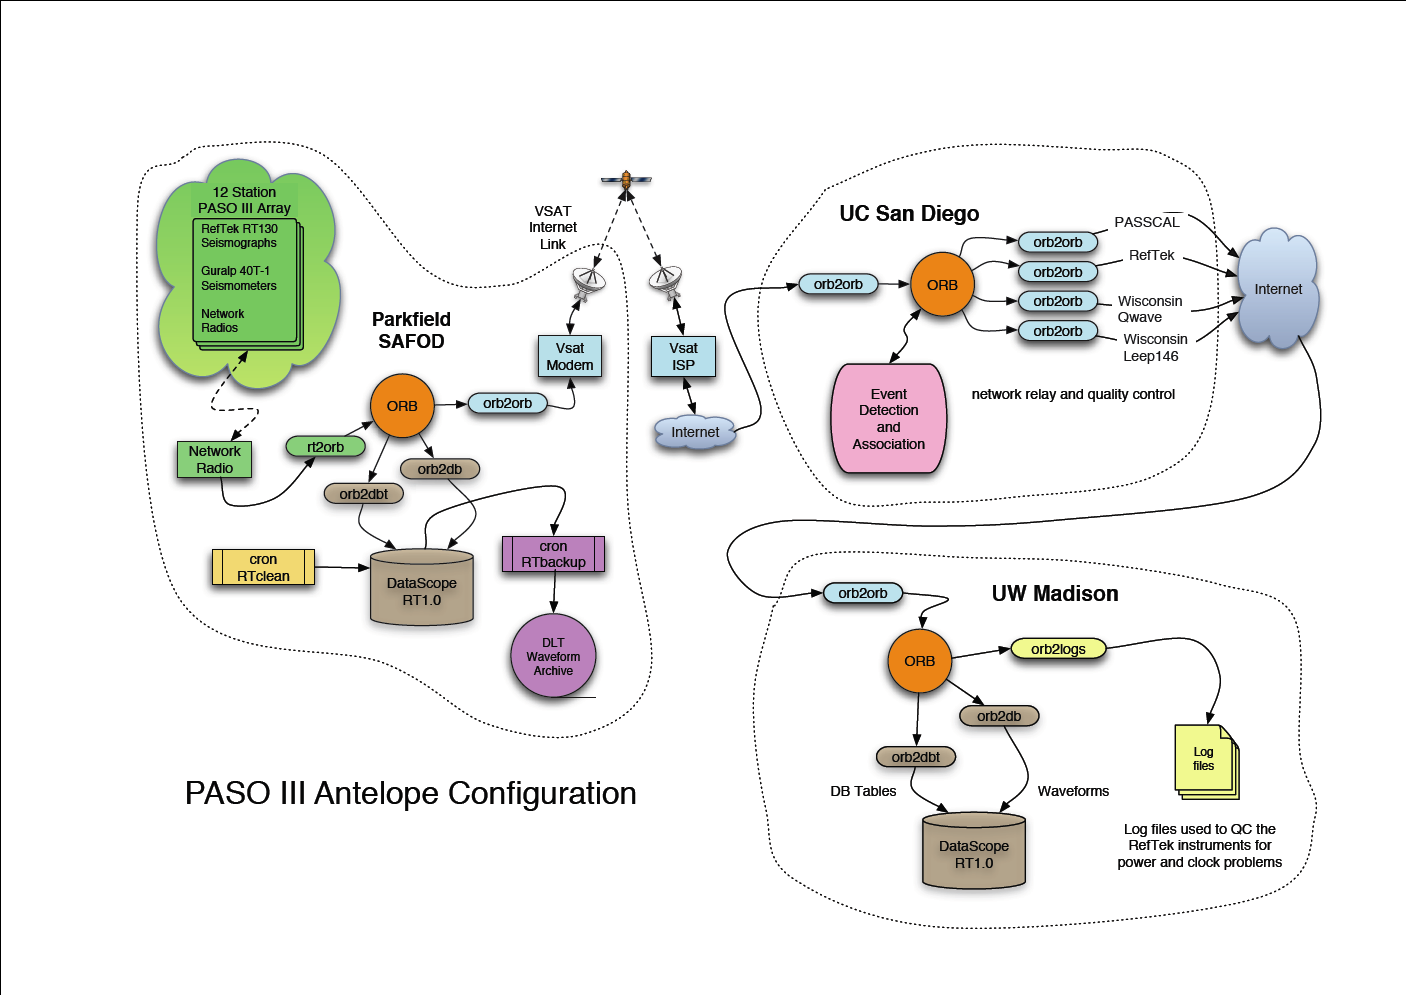 12 Station
PASO III Array
RefTek RT130
Seismographs
Guralp 40T-1
Seismometers
Network
Radios
Parkfield
SAFOD
VSAT
Internet
Link
Vsat
Modem
Vsat
ISP
Internet
ORB
orb2orb
Network
Radio
rt2orb
orb2db
orb2dbt
cron
RTclean
DataScope
RT1.0
cron
RTbackup
DLT
Waveform
Archive
PASO III Antelope Configuration
UC San Diego
orb2orb
ORB
orb2orb
PASSCAL
orb2orb
RefTek
orb2orb
Wisconsin
Qwave
orb2orb
Wisconsin
Leep146
Internet
Event
Detection
and
Association
network relay and quality control
UW Madison
orb2orb
ORB
orb2logs
orb2db
orb2dbt
DB Tables
Waveforms
DataScope
RT1.0
Log
files
Log files used to QC the
RefTek instruments for
power and clock problems